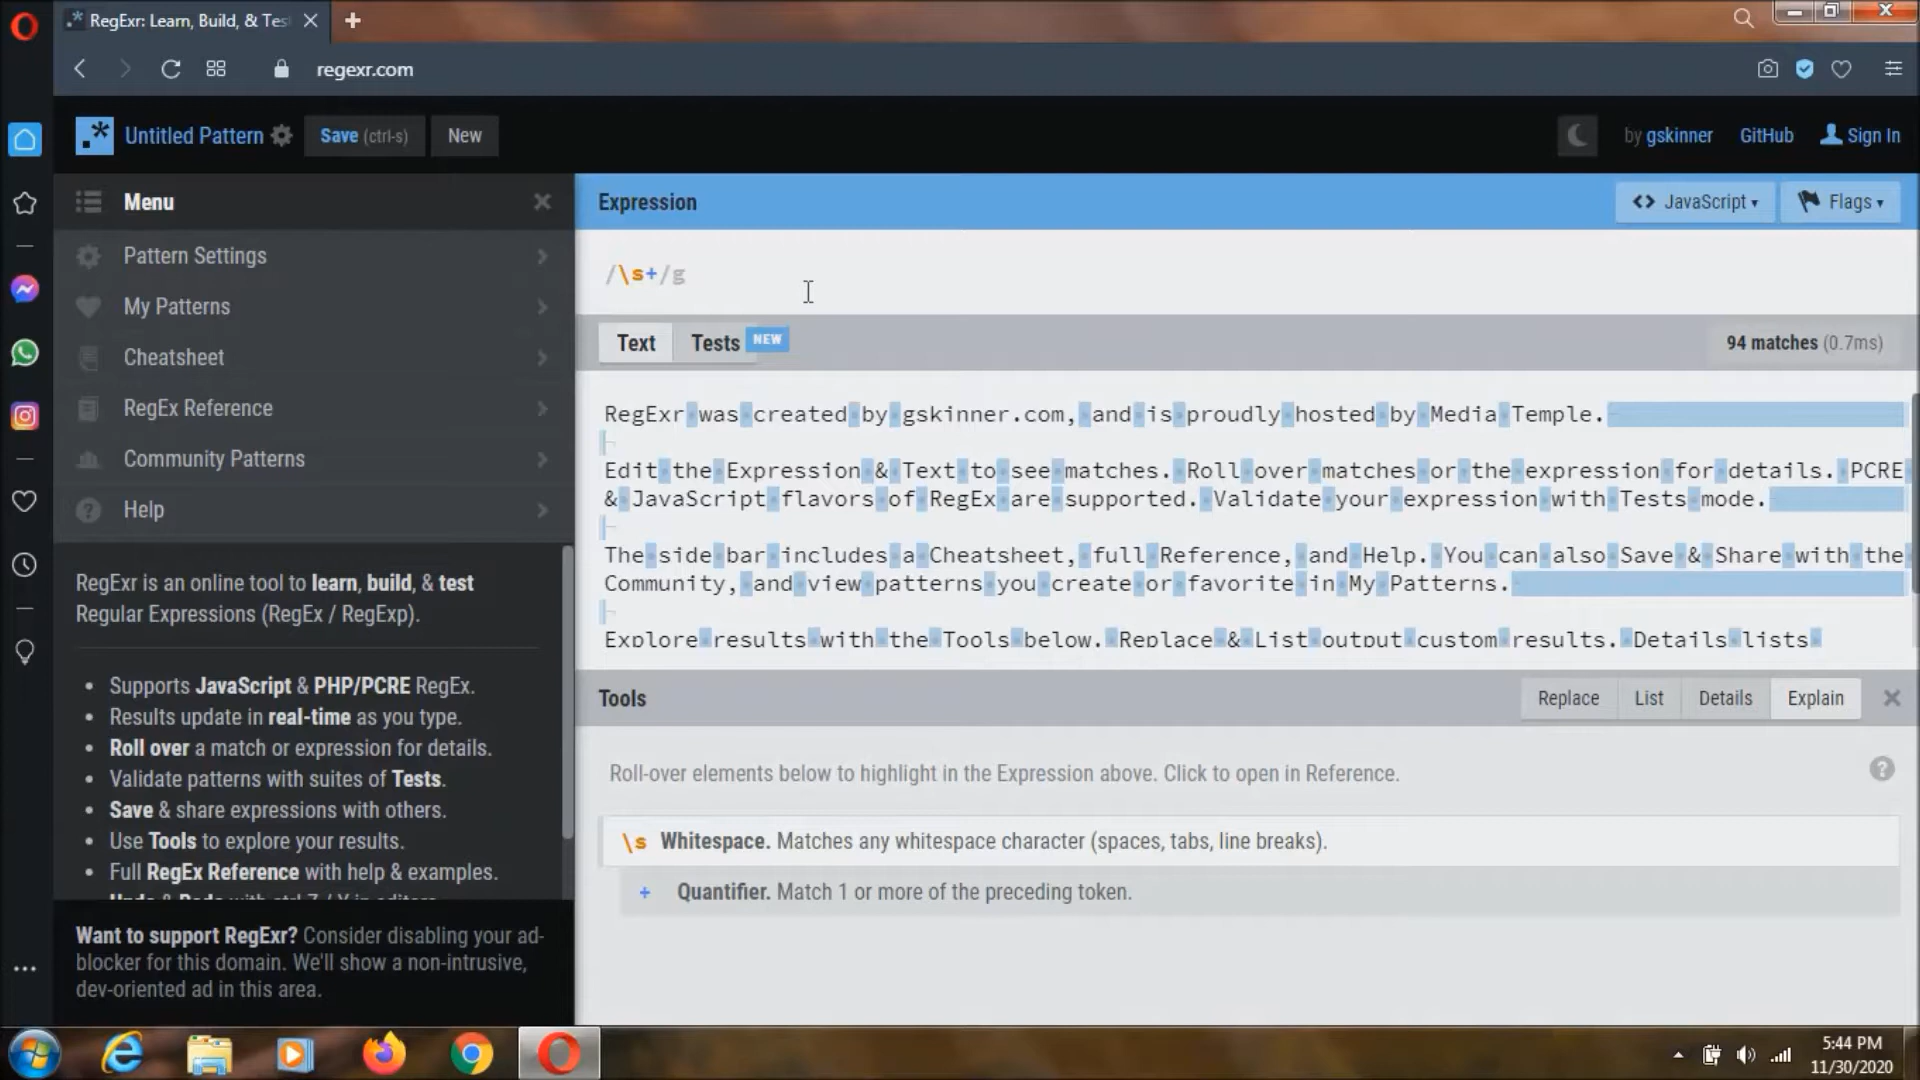 RegExr: Learn, Build, & Tes
regexr.com
Untitled Pattern
Save (ctrl-s)
New
by gskinner
GitHub
Sign In
Menu
Pattern Settings
My Patterns
Cheatsheet
RegEx Reference
Community Patterns
Help
RegExr is an online tool to learn, build, & test
Regular Expressions (RegEx / RegExp).
• Supports JavaScript & PHP/PCRE RegEx.
• Results update in real-time as you type.
• Roll over a match or expression for details.
• Validate patterns with suites of Tests.
• Save & share expressions with others.
• Use Tools to explore your results.
• Full RegEx Reference with help & examples.
Want to support RegExr? Consider disabling your ad-
blocker for this domain. We'll show a non-intrusive,
dev-oriented ad in this area.
Expression
<> JavaScript
Flags
/\s+/g
Text
Tests NEW
94 matches (0.7ms)
RegExr was created by gskinner.com, and is proudly hosted by Media Temple.
Edit the Expression & Text to see matches. Roll over matches or the expression for details. PCRE
& JavaScript flavors of RegEx are supported. Validate your expression with Tests mode.
The side bar includes a Cheatsheet, full Reference, and Help. You can also Save & Share with the
Community, and view patterns you create or favorite in My Patterns.
Explore results with the Tools below. Replace & List output custom results. Details lists
Tools
Replace
List
Details
Explain
Roll-over elements below to highlight in the Expression above. Click to open in Reference.
\s Whitespace. Matches any whitespace character (spaces, tabs, line breaks).
+ Quantifier. Match 1 or more of the preceding token.
5:44 PM
11/30/2020